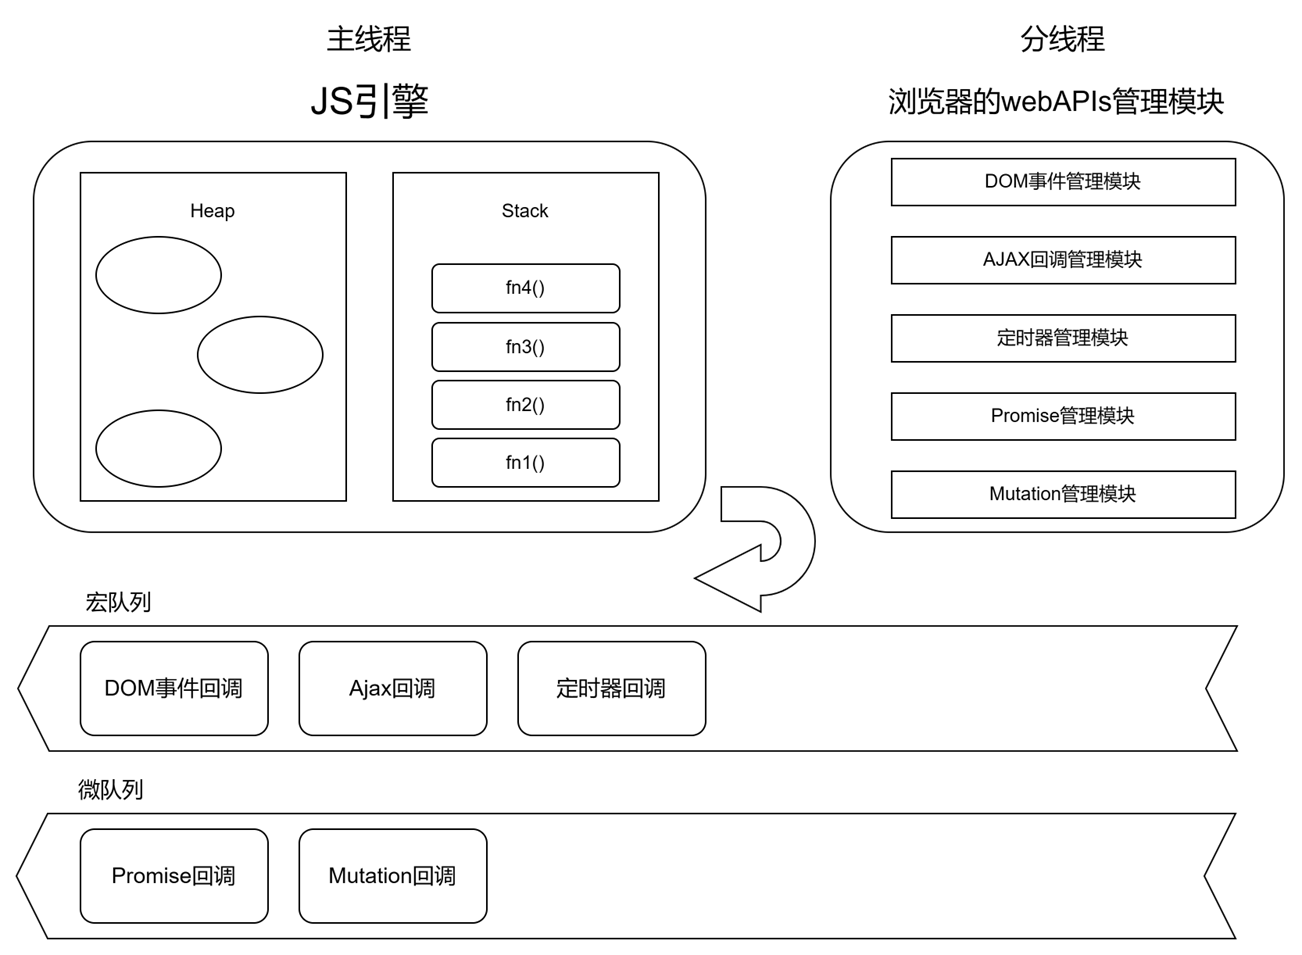 主线程
JS引擎
Heap
Stack
fn4()
fn3()
fn2()
fn1()
分线程
浏览器的webAPIs管理模块
DOM事件管理模块
AJAX回调管理模块
定时器管理模块
Promise管理模块
Mutation管理模块
宏队列
DOM事件回调
Ajax回调
定时器回调
微队列
Promise回调
Mutation回调